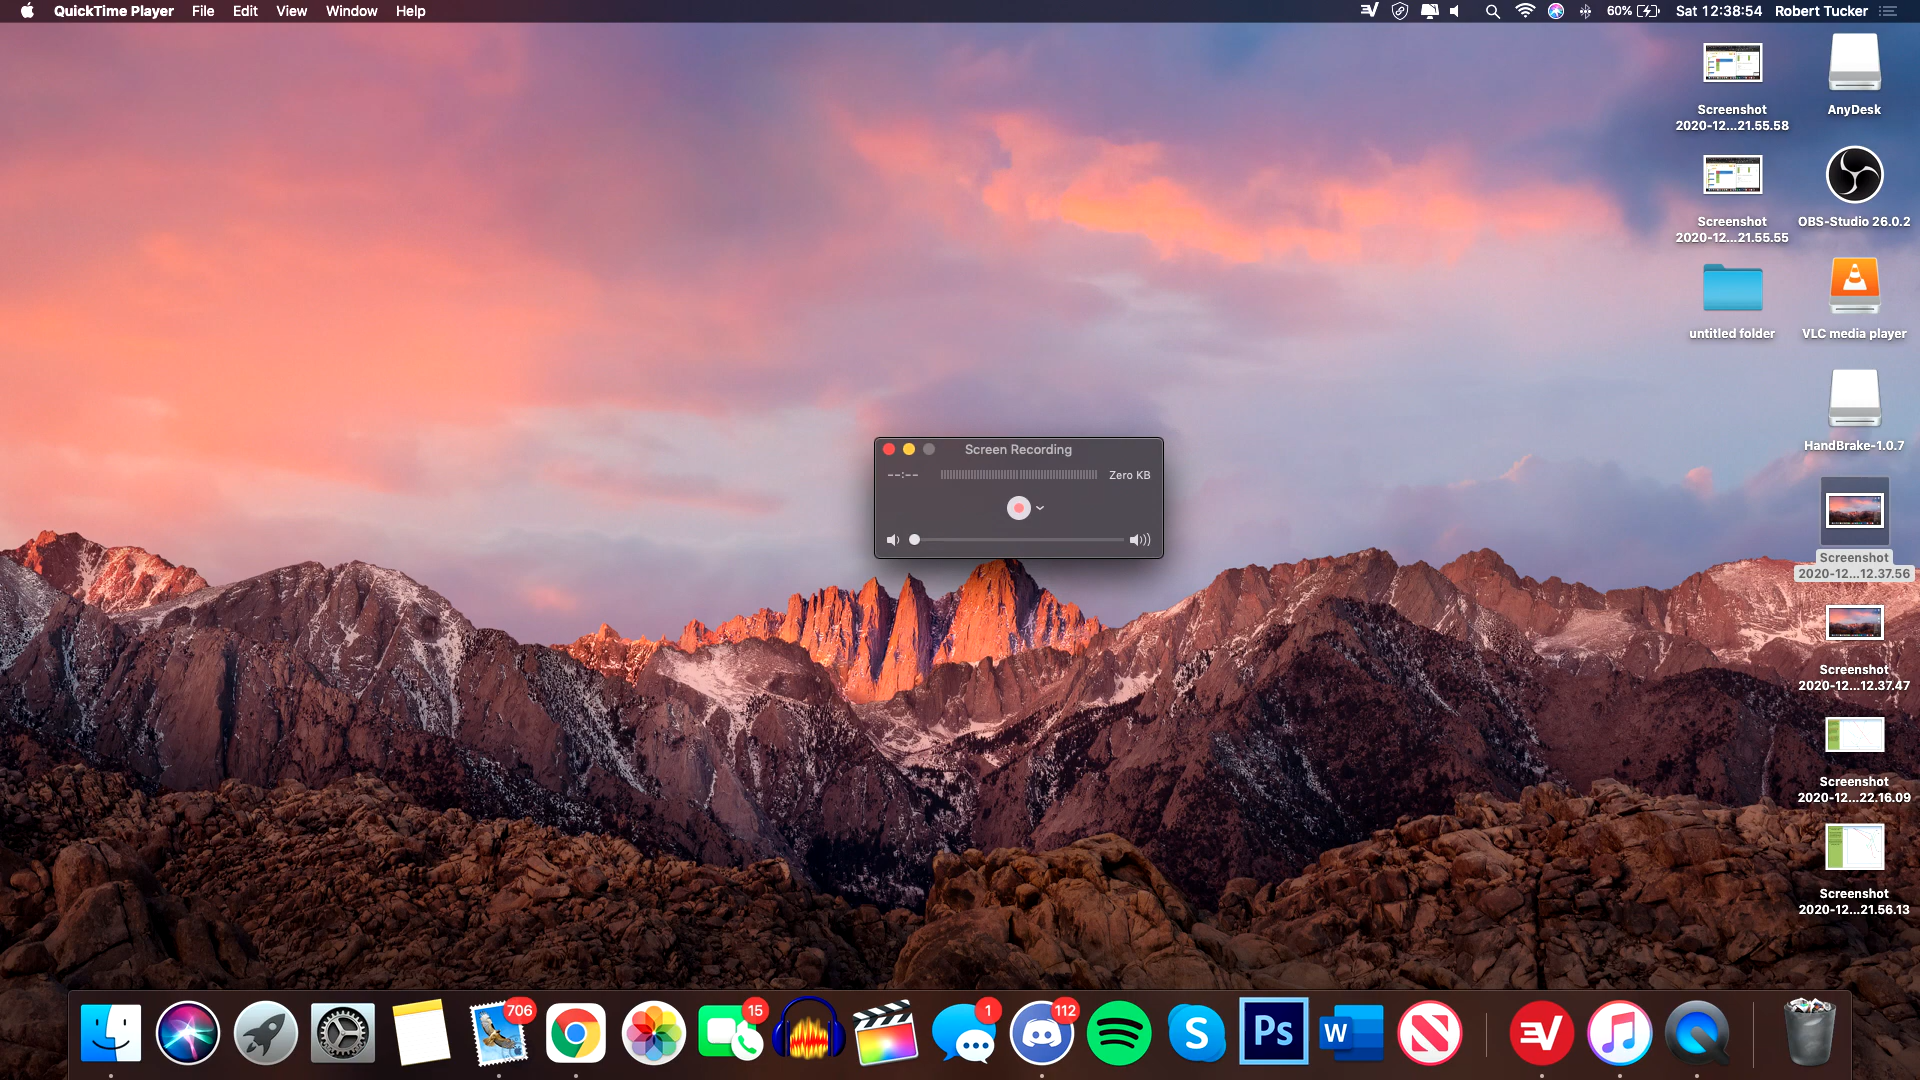 QuickTime Player File Edit View Window Help
60% Sat 12:38:54 Robert Tucker
Screenshot
2020-12...21.55.58
AnyDesk
Screenshot
2020-12...21.55.55
OBS-Studio 26.0.2
untitled folder
VLC media player
HandBrake-1.0.7
Screen Recording
--:-- Zero KB
Screenshot
2020-12...12.37.56
Screenshot
2020-12...12.37.47
Screenshot
2020-12...22.16.09
Screenshot
2020-12...21.56.13
706 15 1 112
S Ps W